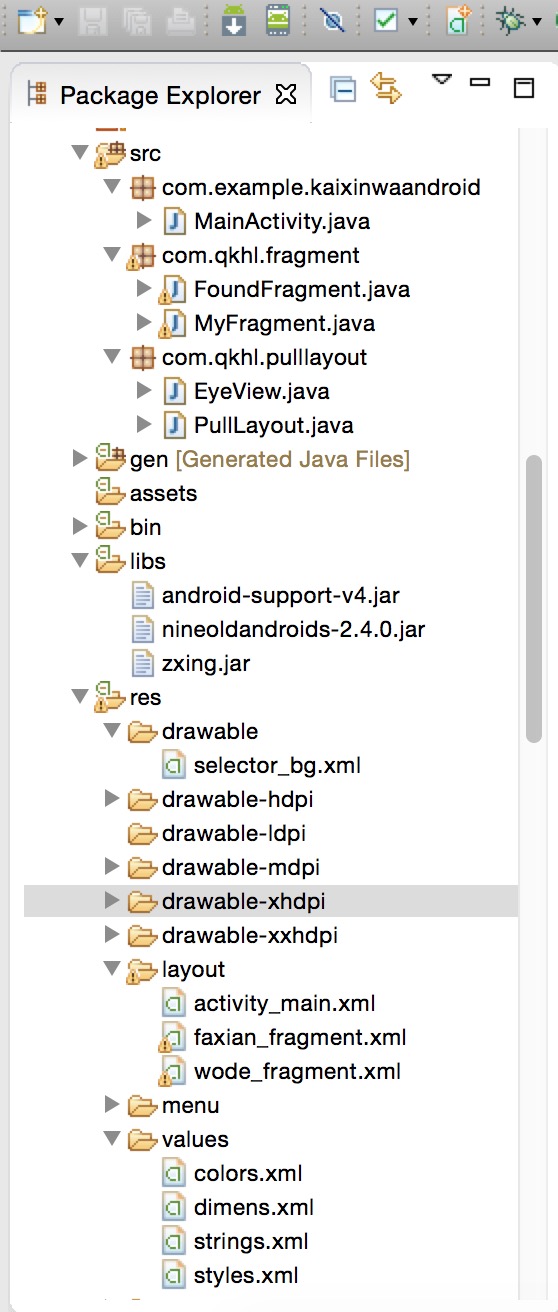 Package Explorer
src
com.example.kaixinwaandroid
MainActivity.java
com.qkhl.fragment
FoundFragment.java
MyFragment.java
com.qkhl.pulllayout
EyeView.java
PullLayout.java
gen [Generated Java Files]
assets
bin
libs
android-support-v4.jar
nineoldandroids-2.4.0.jar
zxing.jar
res
drawable
selector_bg.xml
drawable-hdpi
drawable-ldpi
drawable-mdpi
drawable-xhdpi
drawable-xxhdpi
layout
activity_main.xml
faxian_fragment.xml
wode_fragment.xml
menu
values
colors.xml
dimens.xml
strings.xml
styles.xml